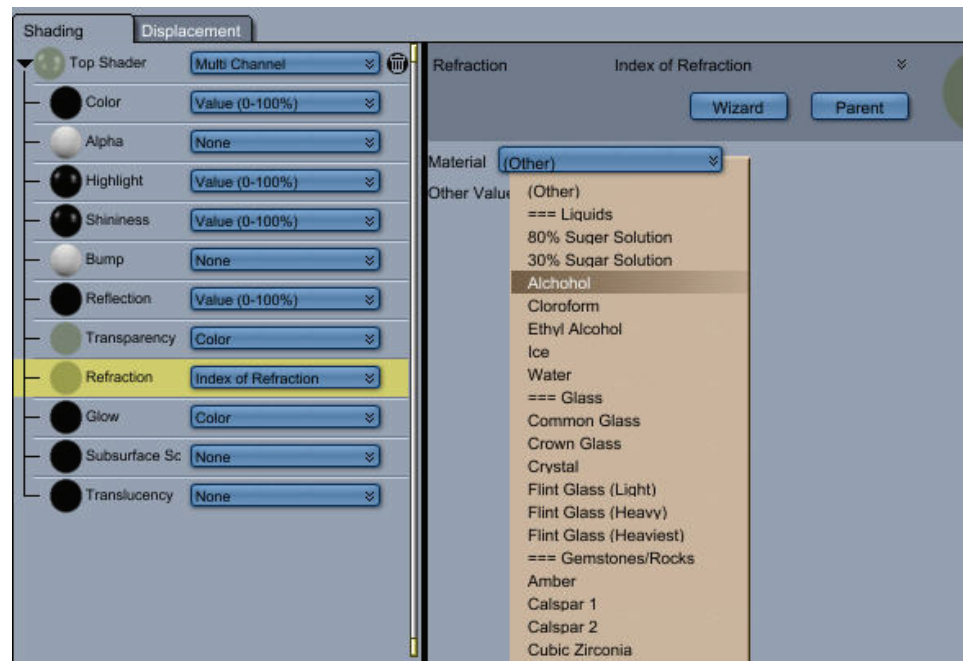 Shading
Displacement
Top Shader
Multi Channel
Color
Value (0-100%)
Alpha
None
Highlight
Value (0-100%)
Shininess
Value (0-100%)
Bump
None
Reflection
Value (0-100%)
Transparency
Color
Refraction
Index of Refraction
Glow
Color
Subsurface Sc
None
Translucency
None
Refraction
Index of Refraction
Wizard
Parent
Material
(Other)
Other Value
(Other)
=== Liquids
80% Suger Solution
30% Sugar Solution
Alchohol
Cloroform
Ethyl Alcohol
Ice
Water
=== Glass
Common Glass
Crown Glass
Crystal
Flint Glass (Light)
Flint Glass (Heavy)
Flint Glass (Heaviest)
=== Gemstones/Rocks
Amber
Calspar 1
Calspar 2
Cubic Zirconia